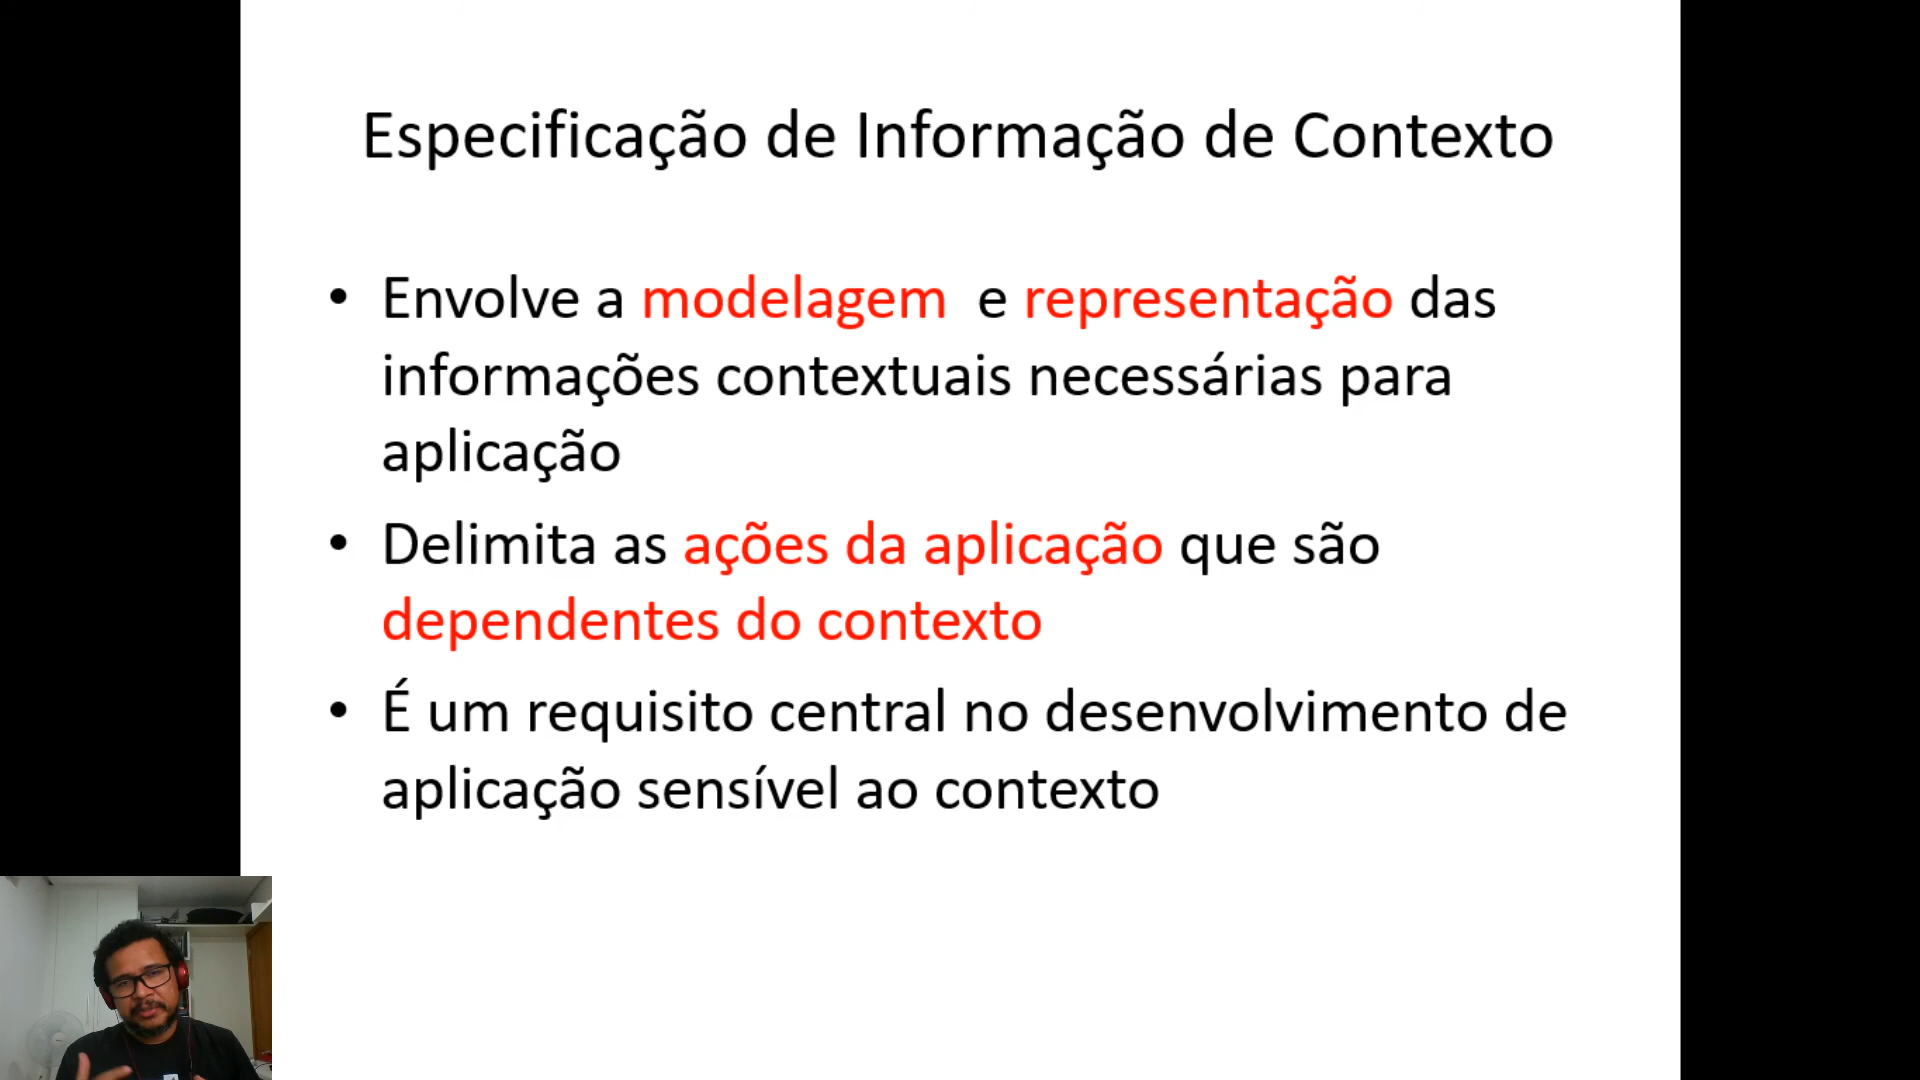 Especificação de Informação de Contexto
• Envolve a modelagem e representação das
informações contextuais necessárias para
aplicação
• Delimita as ações da aplicação que são
dependentes do contexto
• É um requisito central no desenvolvimento de
aplicação sensível ao contexto